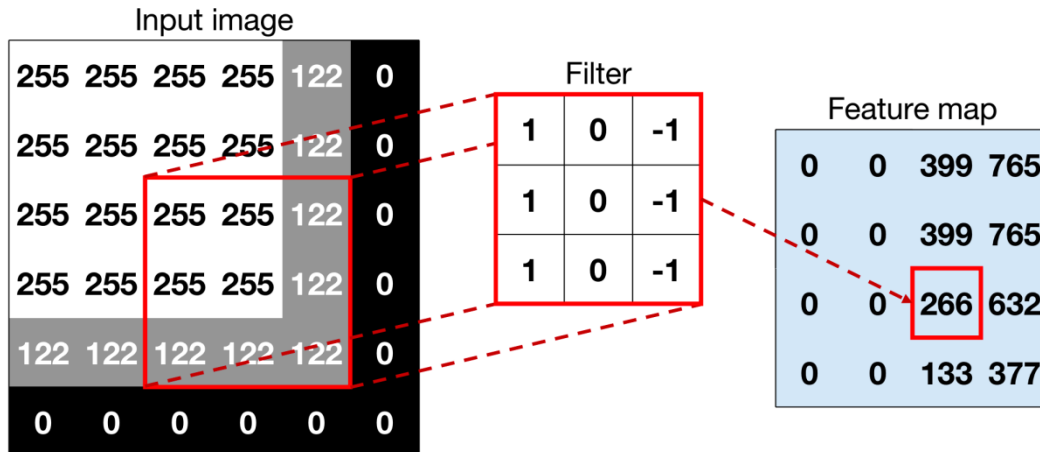 Input image
255 255 255 255 122 0
255 255 255 255 122 0
255 255 255 255 122 0
255 255 255 255 122 0
122 122 122 122 122 0
0 0 0 0 0 0
Filter
1 0 -1
1 0 -1
1 0 -1
Feature map
0 0 399 765
0 0 399 765
0 0 266 632
0 0 133 377